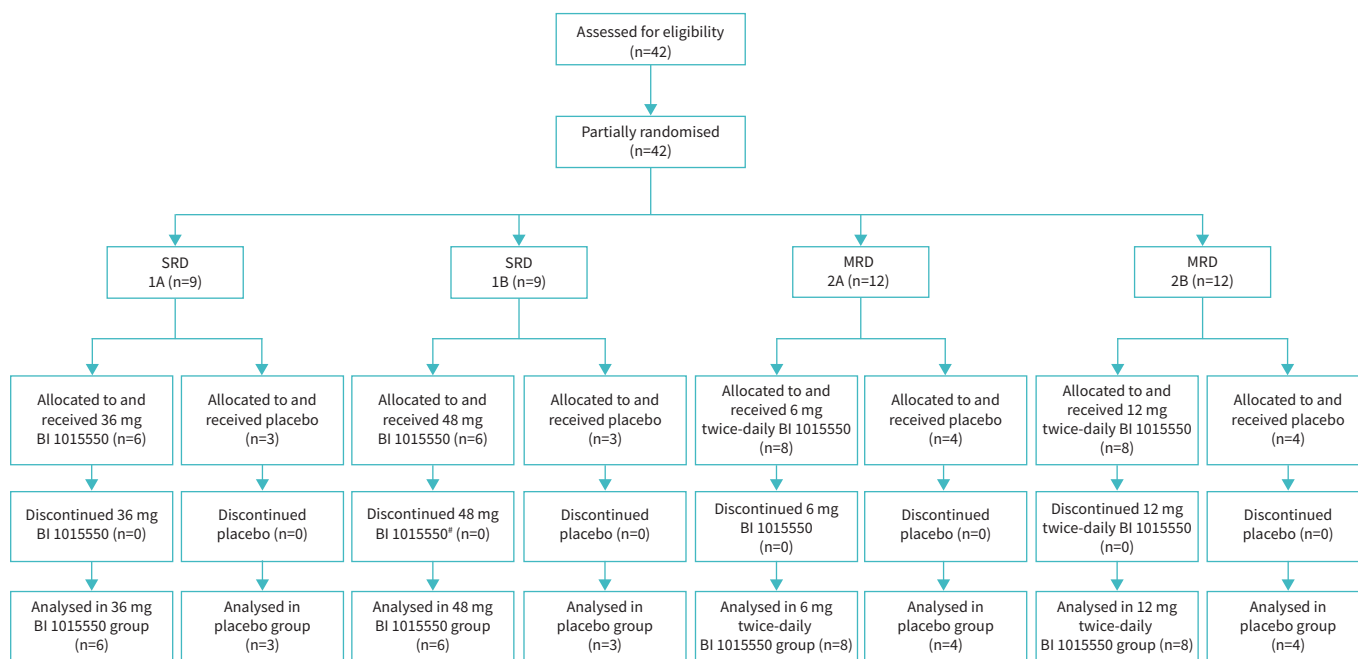 Assessed for eligibility
(n=42)
Partially randomised
(n=42)
SRD
1A (n=9)
SRD
1B (n=9)
MRD
2A (n=12)
MRD
2B (n=12)
Allocated to and
received 36 mg
BI 1015550 (n=6)
Allocated to and
received placebo
(n=3)
Allocated to and
received 48 mg
BI 1015550 (n=6)
Allocated to and
received placebo
(n=3)
Allocated to and
received 6 mg
twice-daily BI 1015550
(n=8)
Allocated to and
received placebo
(n=4)
Allocated to and
received 12 mg
twice-daily BI 1015550
(n=8)
Allocated to and
received placebo
(n=4)
Discontinued 36 mg
BI 1015550 (n=0)
Discontinued
placebo (n=0)
Discontinued 48 mg
BI 1015550# (n=0)
Discontinued
placebo (n=0)
Discontinued 6 mg
BI 1015550
(n=0)
Discontinued
placebo (n=0)
Discontinued 12 mg
twice-daily BI 1015550
(n=0)
Discontinued
placebo (n=0)
Analysed in 36 mg
BI 1015550 group
(n=6)
Analysed in
placebo group
(n=3)
Analysed in 48 mg
BI 1015550 group
(n=6)
Analysed in
placebo group
(n=3)
Analysed in 6 mg
twice-daily
BI 1015550 group (n=8)
Analysed in
placebo group
(n=4)
Analysed in 12 mg
twice-daily
BI 1015550 group (n=8)
Analysed in
placebo group
(n=4)